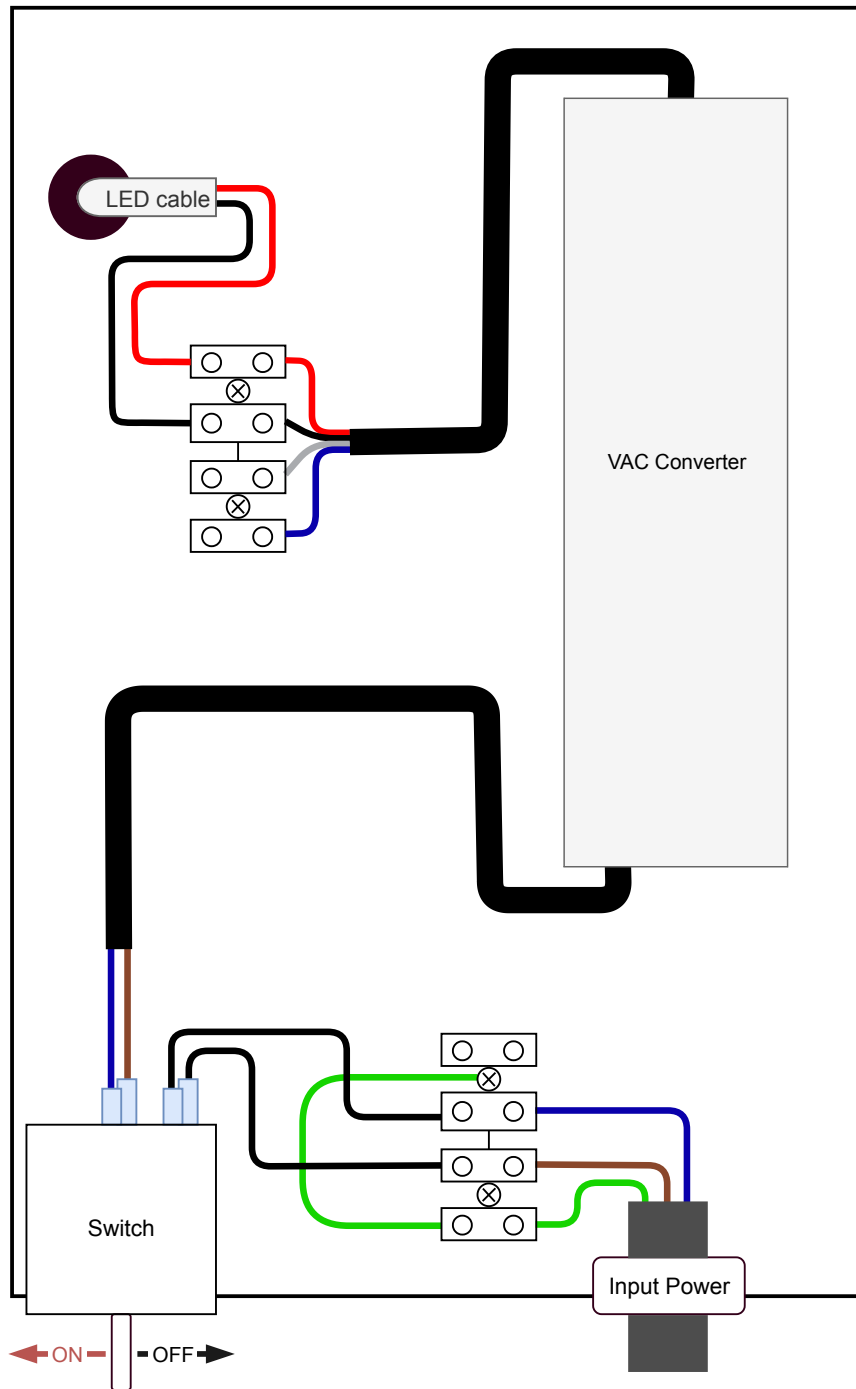 LED cable
VAC Converter
Switch
Input Power
ON
OFF